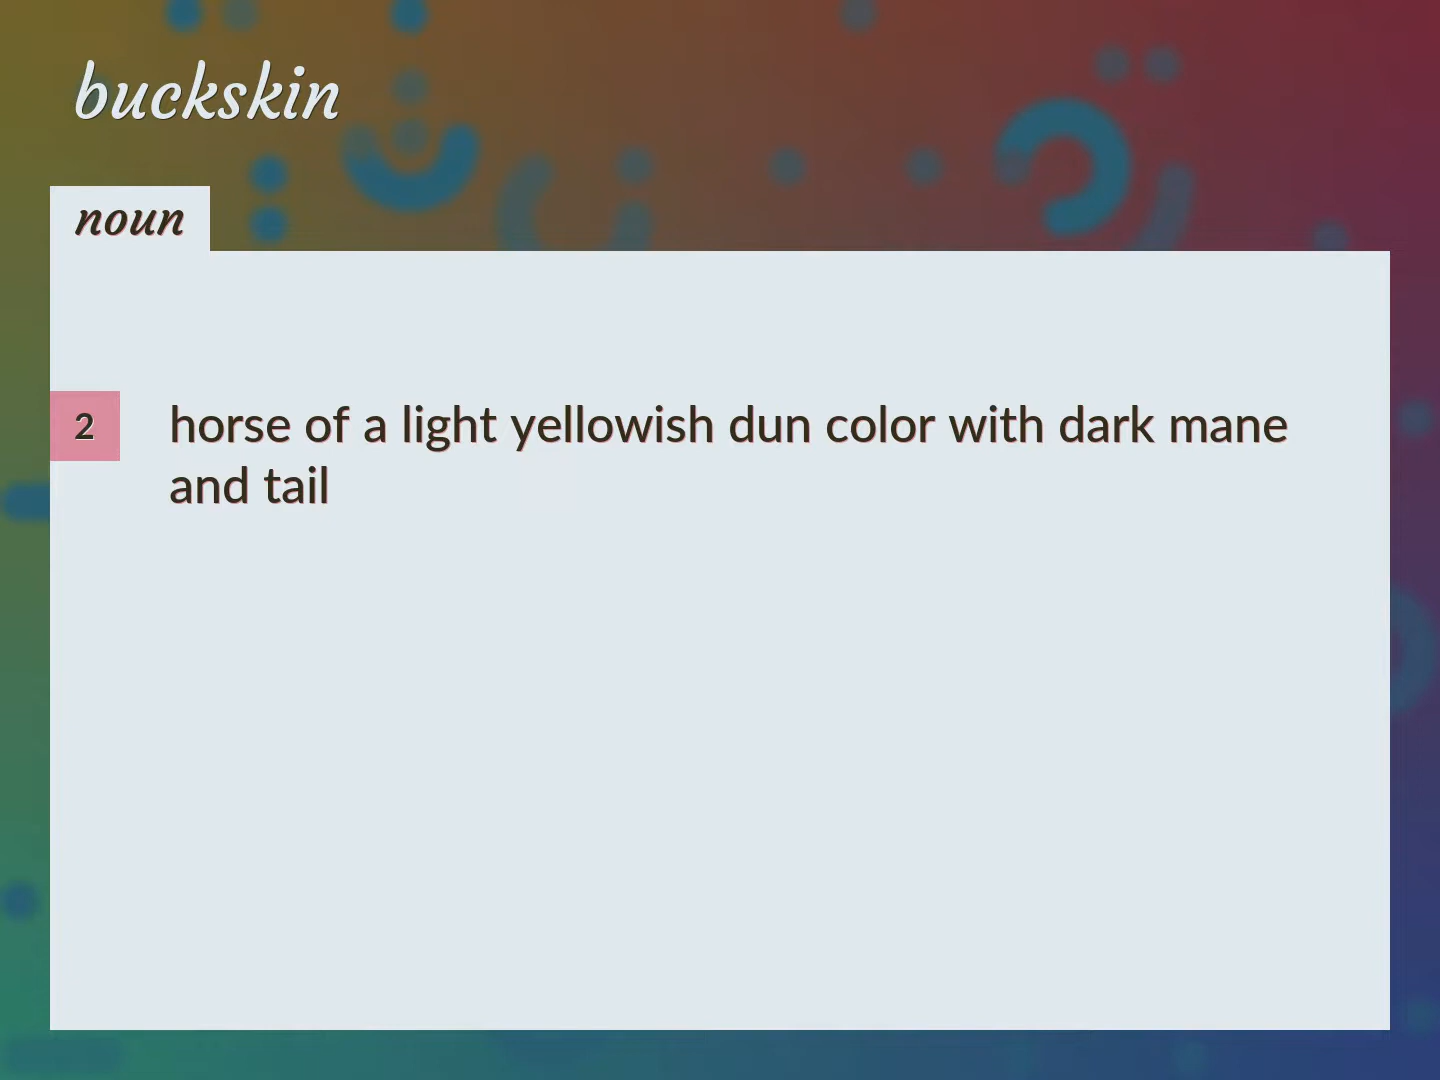 buckskin
noun
2
horse of a light yellowish dun color with dark mane
and tail